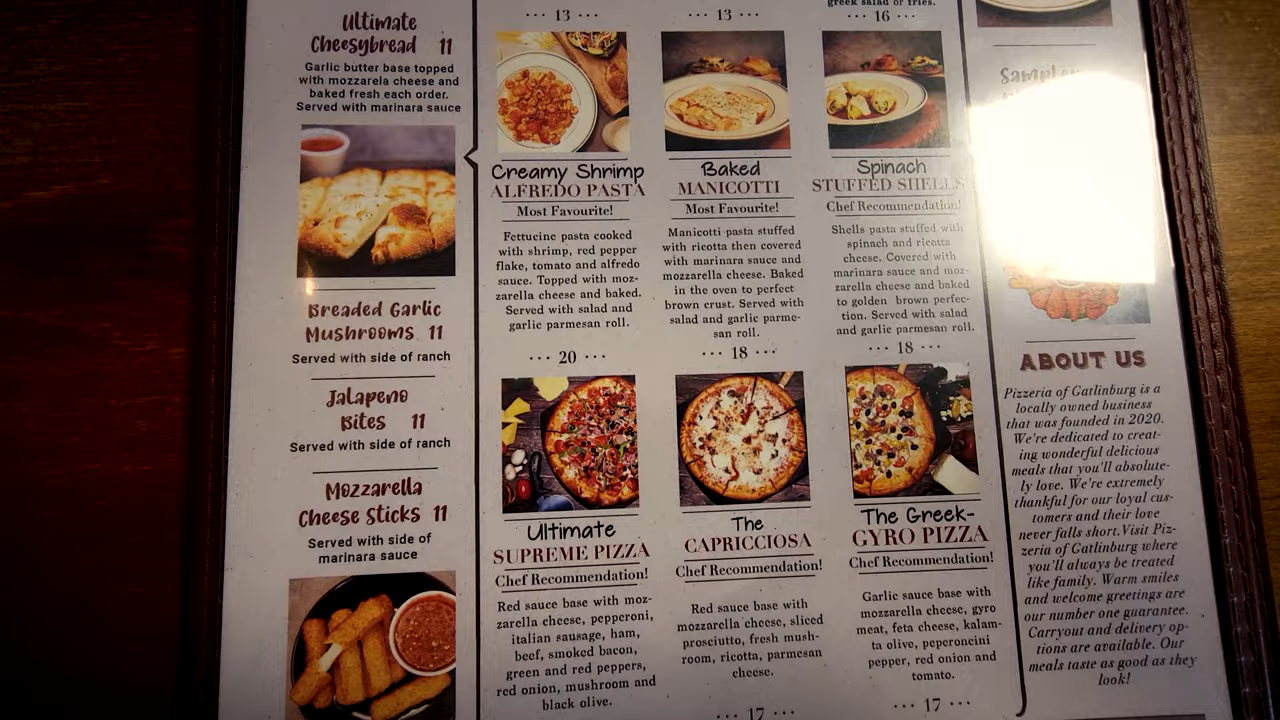 Ultimate
Cheesybread 11
Garlic butter base topped
with mozzarela cheese and
baked fresh each order.
Served with marinara sauce
Breaded Garlic
Mushrooms 11
Served with side of ranch
Jalapeno
Bites 11
Served with side of ranch
Mozzarella
Cheese Sticks 11
Served with side of
marinara sauce
··· 13 ···
Creamy Shrimp
ALFREDO PASTA
Most Favourite!
Fettucine pasta cooked
with shrimp, red pepper
flake, tomato and alfredo
sauce. Topped with moz-
zarella cheese and baked.
Served with salad and
garlic parmesan roll.
··· 20 ···
··· 13 ···
Baked
MANICOTTI
Most Favourite!
Manicotti pasta stuffed
with ricotta then covered
with marinara sauce and
mozzarella cheese. Baked
in the oven to perfect
brown crust. Served with
salad and garlic parme-
san roll.
··· 18 ···
greek salad or fries.
·· 16 ···
Spinach
STUFFED SHELLS
Chef Recommendation!
Shells pasta stuffed with
spinach and ricotta
cheese. Covered with
marinara sauce and moz-
zarella cheese and baked
to golden brown perfec-
tion. Served with salad
and garlic parmesan roll.
··· 18 ···
Ultimate
SUPREME PIZZA
Chef Recommendation!
Red sauce base with moz-
zarella cheese, pepperoni,
italian sausage, ham,
beef, smoked bacon,
green and red peppers,
red onion, mushroom and
black olive.
The
CAPRICCIOSA
Chef Recommendation!
Red sauce base with
mozzarella cheese, sliced
prosciutto, fresh mush-
room, ricotta, parmesan
cheese.
··· 17 ···
The Greek-
GYRO PIZZA
Chef Recommendation!
Garlic sauce base with
mozzarella cheese, gyro
meat, feta cheese, kalam-
ta olive, peperoncini
pepper, red onion and
tomato.
··· 17 ···
ABOUT US
Pizzeria of Gatlinburg is a
locally owned business
that was founded in 2020.
We're dedicated to creat-
ing wonderful delicious
meals that you'll absolute-
ly love. We're extremely
thankful for our loyal cus-
tomers and their love
never falls short.Visit Piz-
zeria of Gatlinburg where
you'll always be treated
like family. Warm smiles
and welcome greetings are
our number one guarantee.
Carryout and delivery op-
tions are available. Our
meals taste as good as they
look!